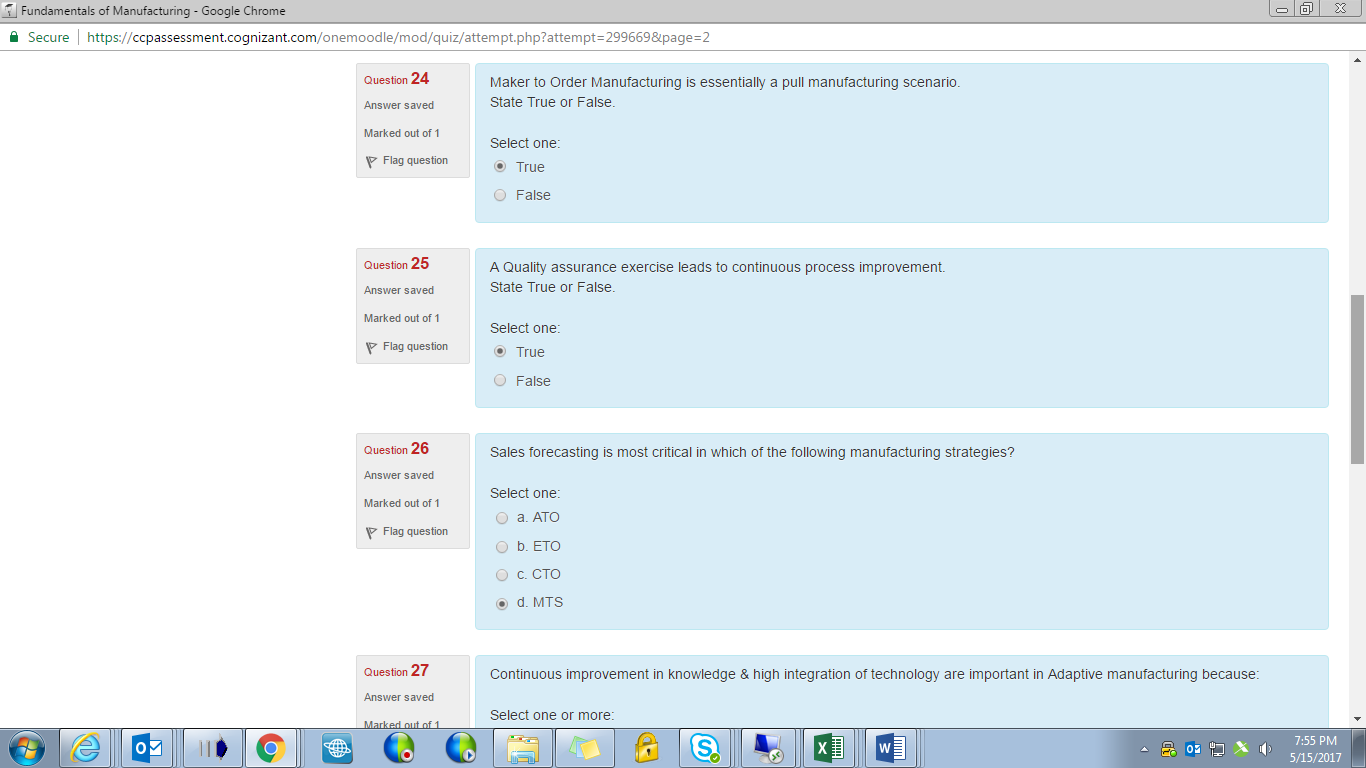 Fundamentals of Manufacturing - Google Chrome
Secure https://ccpassessment.cognizant.com/onemoodle/mod/quiz/attempt.php?attempt=299669&page=2
Question 24
Answer saved
Marked out of 1
Flag question
Maker to Order Manufacturing is essentially a pull manufacturing scenario.
State True or False.
Select one:
True
False
Question 25
Answer saved
Marked out of 1
Flag question
A Quality assurance exercise leads to continuous process improvement.
State True or False.
Select one:
True
False
Question 26
Answer saved
Marked out of 1
Flag question
Sales forecasting is most critical in which of the following manufacturing strategies?
Select one:
a. ATO
b. ETO
c. CTO
d. MTS
Question 27
Answer saved
Marked out of 1
Continuous improvement in knowledge & high integration of technology are important in Adaptive manufacturing because:
Select one or more:
7:55 PM
5/15/2017